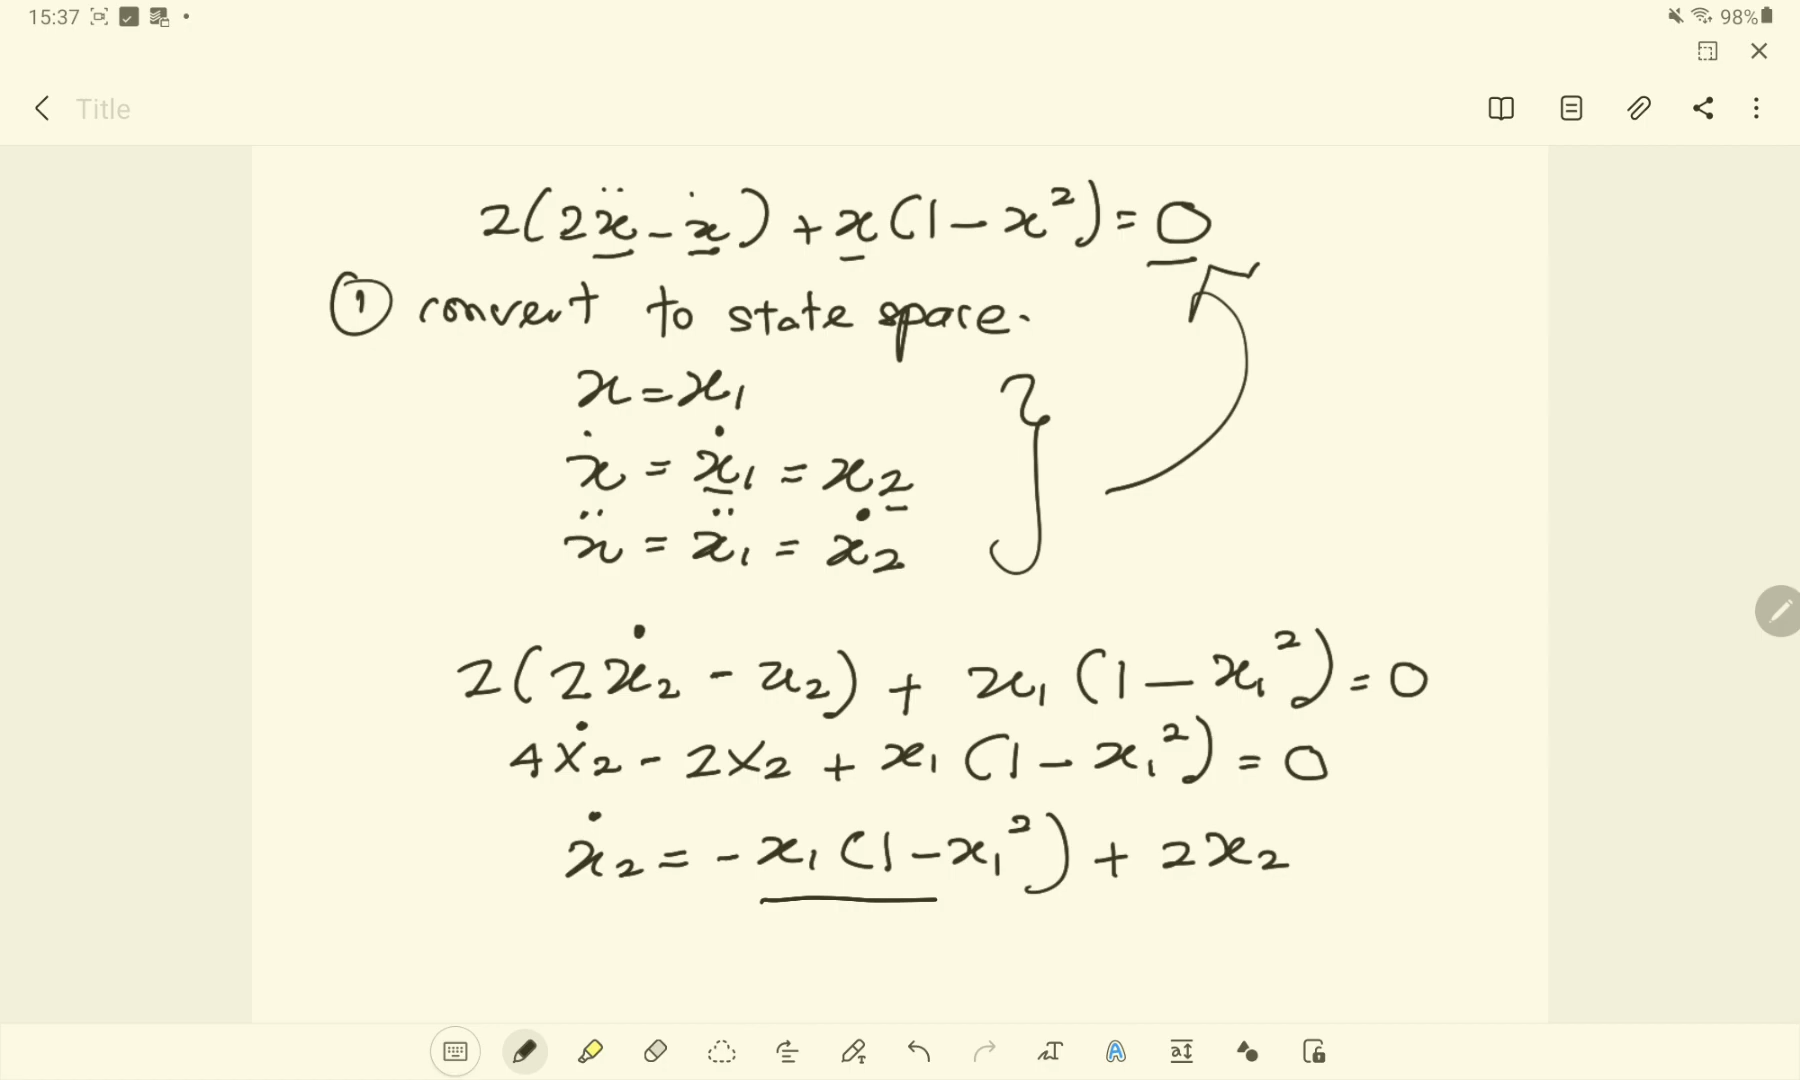 15:37
98%
Title
2(2ẍ - ẋ) + x(1 - x²) = 0
① convert to state space.
x = x₁
ẋ = ẋ₁ = x₂
ẍ = ẍ₁ = ẋ₂
2(2ẋ₂ - x₂) + x₁(1 - x₁²) = 0
4ẋ₂ - 2x₂ + x₁(1 - x₁²) = 0
ẋ₂ = -x₁(1 - x₁²) + 2x₂